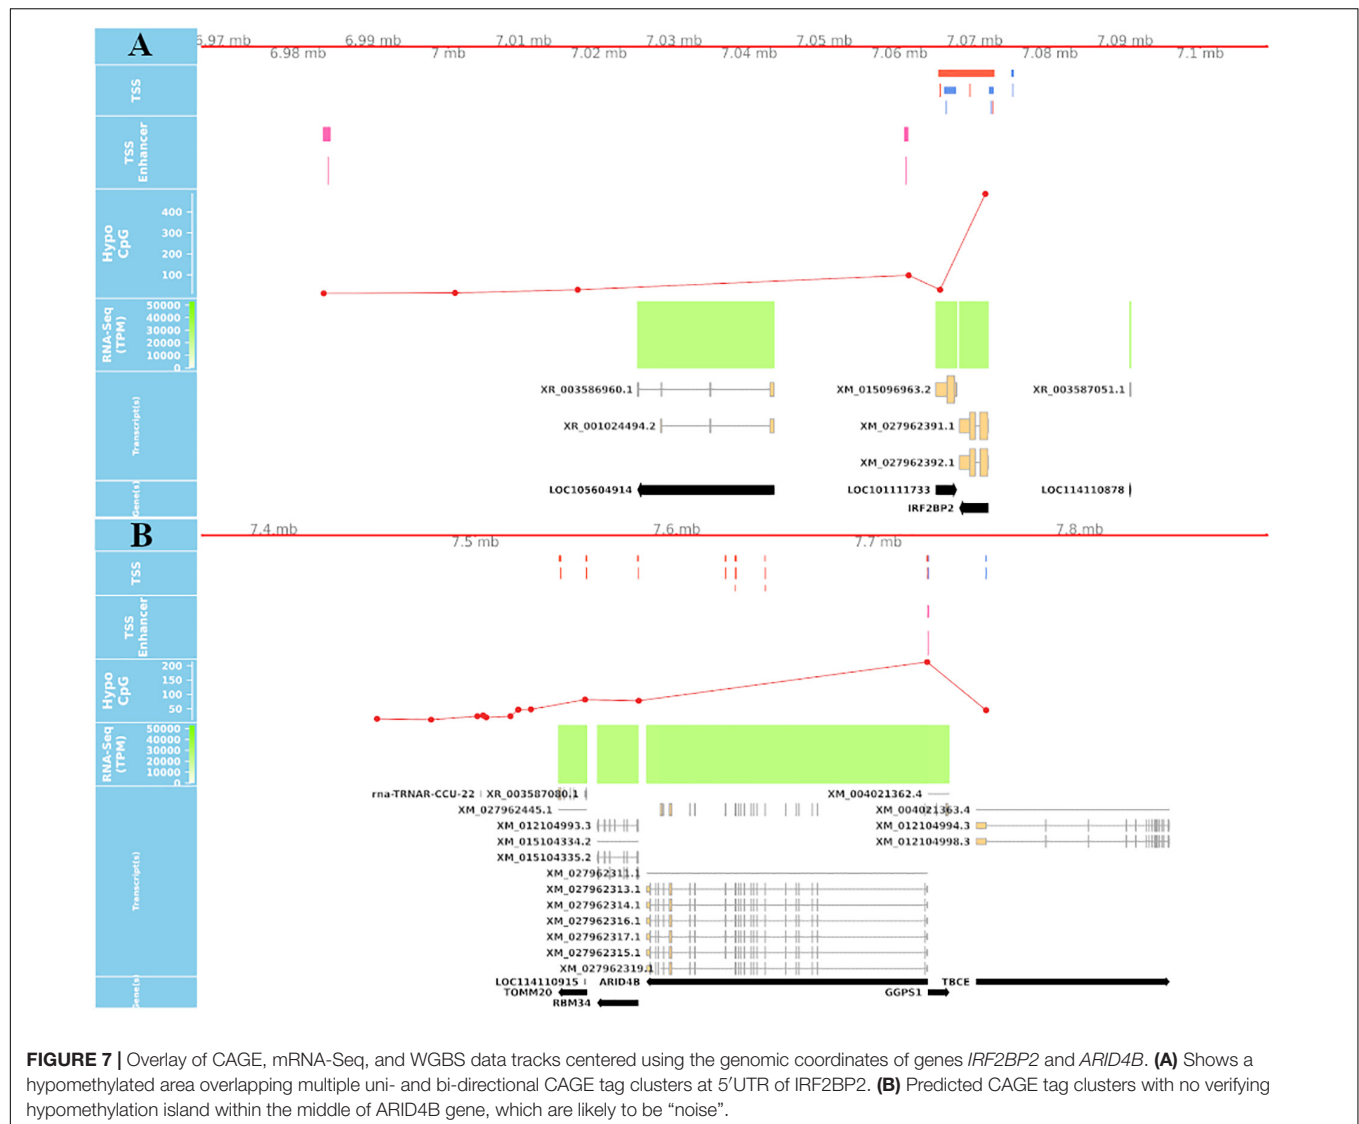 A
6.97 mb 6.99 mb 7.01 mb 7.03 mb 7.05 mb 7.07 mb 7.09 mb
6.98 mb 7 mb 7.02 mb 7.04 mb 7.06 mb 7.08 mb 7.1 mb
TSS
TSS Enhancer
Hypo CpG
400
300
200
100
RNA-Seq (TPM)
50000
40000
30000
20000
10000
0
Transcript(s)
XR_003586960.1 XM_015096963.2 XR_003587051.1
XR_001024494.2 XM_027962391.1
XM_027962392.1
Gene(s)
LOC105604914 LOC101111733 LOC114110878
IRF2BP2
B
7.4 mb 7.6 mb 7.8 mb
7.5 mb 7.7 mb
TSS
TSS Enhancer
Hypo CpG
200
150
100
50
RNA-Seq (TPM)
50000
40000
30000
20000
10000
0
Transcript(s)
rna-TRNAR-CCU-22 XR_003587080.1 XM_004021362.4
XM_027962445.1 XM_004021363.4
XM_012104993.3 XM_012104994.3
XM_015104334.2 XM_012104998.3
XM_015104335.2
XM_027962311.1
XM_027962313.1
XM_027962314.1
XM_027962316.1
XM_027962317.1
XM_027962315.1
XM_027962319.1
Gene(s)
LOC114110915 ARID4B TBCE
TOMM20 GGPS1
RBM34
FIGURE 7 | Overlay of CAGE, mRNA-Seq, and WGBS data tracks centered using the genomic coordinates of genes IRF2BP2 and ARID4B. (A) Shows a
hypomethylated area overlapping multiple uni- and bi-directional CAGE tag clusters at 5′UTR of IRF2BP2. (B) Predicted CAGE tag clusters with no verifying
hypomethylation island within the middle of ARID4B gene, which are likely to be “noise”.